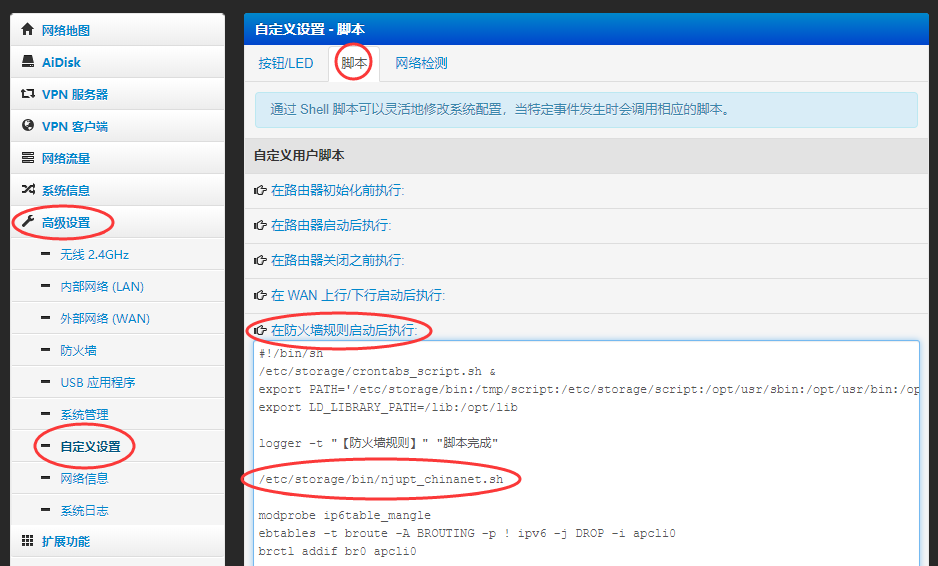 网络地图
AiDisk
VPN 服务器
VPN 客户端
网络流量
系统信息
高级设置
无线 2.4GHz
内部网络 (LAN)
外部网络 (WAN)
防火墙
USB 应用程序
系统管理
自定义设置
网络信息
系统日志
扩展功能
自定义设置 - 脚本
按钮/LED 脚本 网络检测
通过 Shell 脚本可以灵活地修改系统配置，当特定事件发生时会调用相应的脚本。
自定义用户脚本
在路由器初始化前执行:
在路由器启动后执行:
在路由器关闭之前执行:
在 WAN 上行/下行启动后执行:
在防火墙规则启动后执行:
#!/bin/sh
/etc/storage/crontabs_script.sh &
export PATH='/etc/storage/bin:/tmp/script:/etc/storage/script:/opt/usr/sbin:/opt/usr/bin:/op
export LD_LIBRARY_PATH=/lib:/opt/lib
logger -t "【防火墙规则】" "脚本完成"
/etc/storage/bin/njupt_chinanet.sh
modprobe ip6table_mangle
ebtables -t broute -A BROUTING -p ! ipv6 -j DROP -i apcli0
brctl addif br0 apcli0